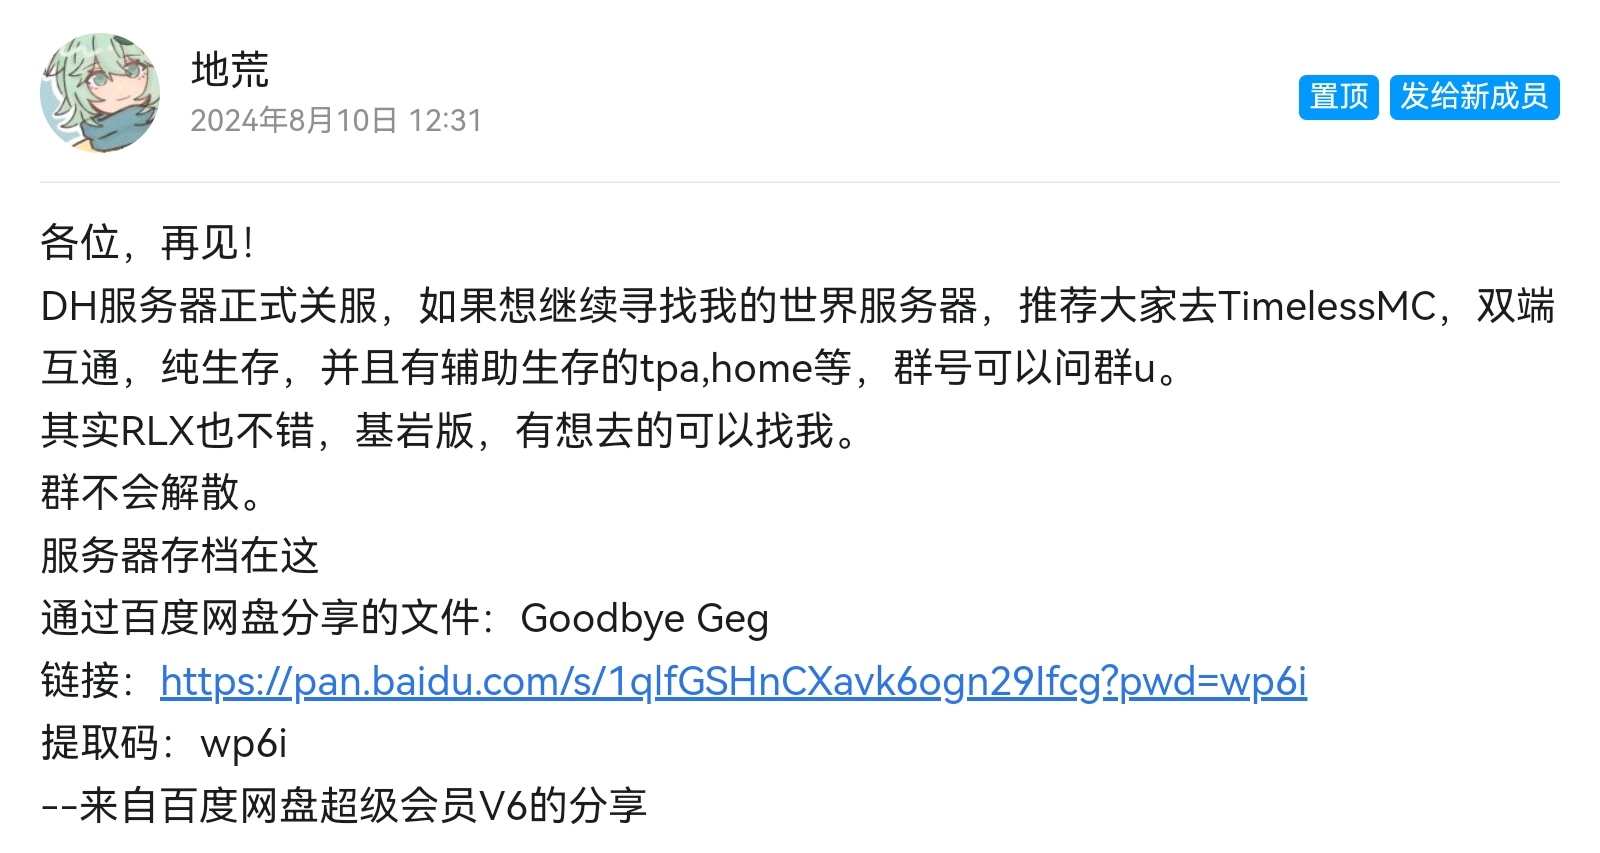 地荒
2024年8月10日 12:31
置顶 发给新成员
各位，再见！
DH服务器正式关服，如果想继续寻找我的世界服务器，推荐大家去TimelessMC，双端
互通，纯生存，并且有辅助生存的tpa,home等，群号可以问群u。
其实RLX也不错，基岩版，有想去的可以找我。
群不会解散。
服务器存档在这
通过百度网盘分享的文件：Goodbye Geg
链接：https://pan.baidu.com/s/1qlfGSHnCXavk6ogn29Ifcg?pwd=wp6i
提取码：wp6i
--来自百度网盘超级会员V6的分享